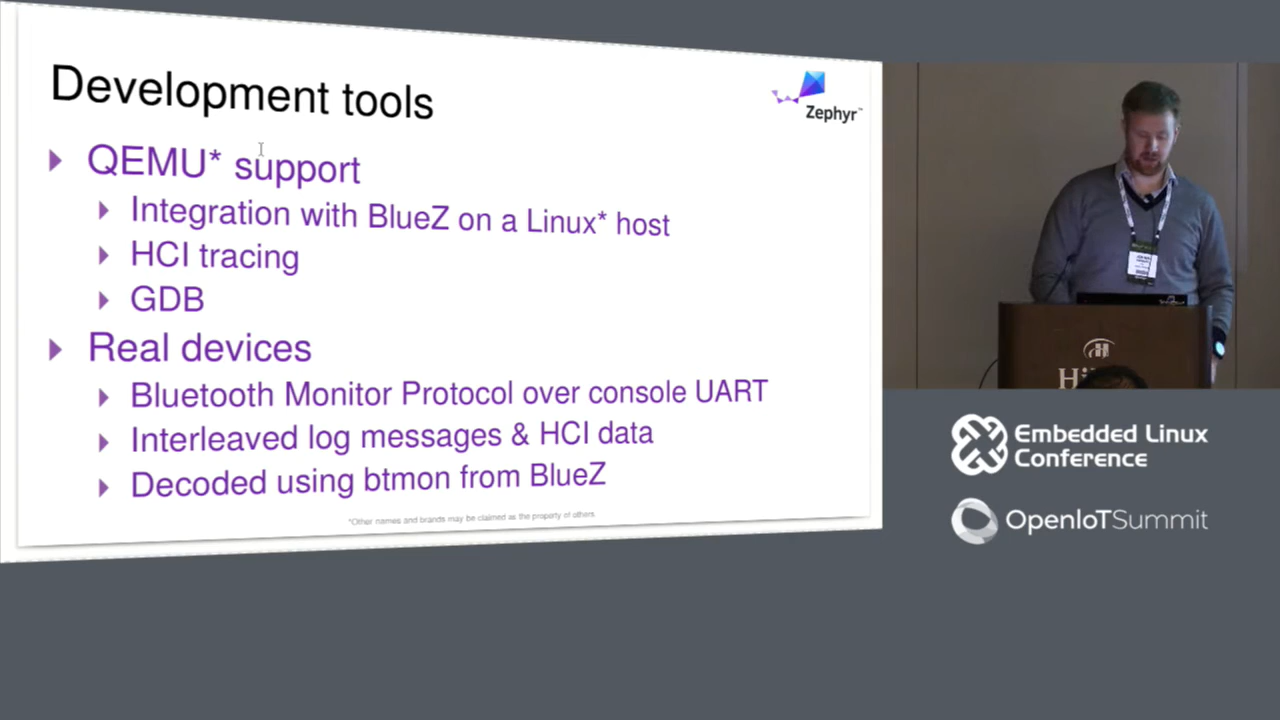 Development tools
Zephyr™
QEMU* support
Integration with BlueZ on a Linux* host
HCI tracing
GDB
Real devices
Bluetooth Monitor Protocol over console UART
Interleaved log messages & HCI data
Decoded using btmon from BlueZ
*Other names and brands may be claimed as the property of others.
Embedded Linux
Conference
OpenIoTSummit